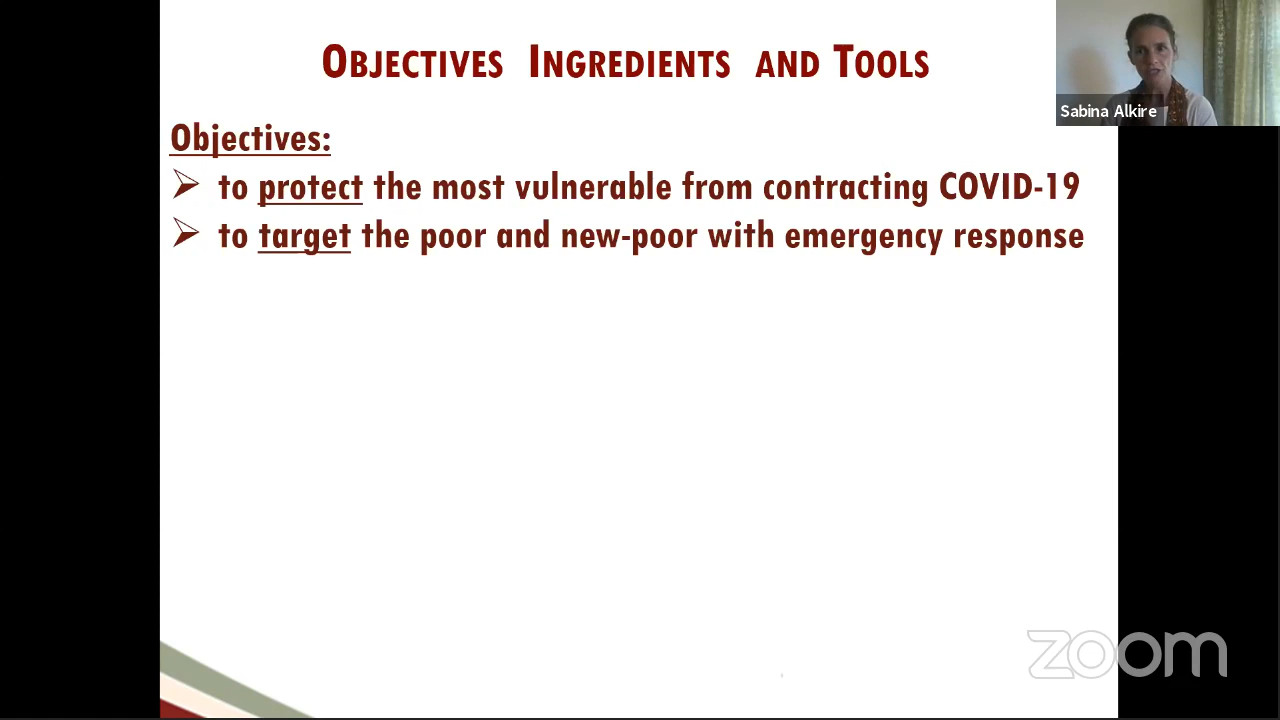 OBJECTIVES INGREDIENTS AND TOOLS
Sabina Alkire
Objectives:
➢ to protect the most vulnerable from contracting COVID-19
➢ to target the poor and new-poor with emergency response
zoom